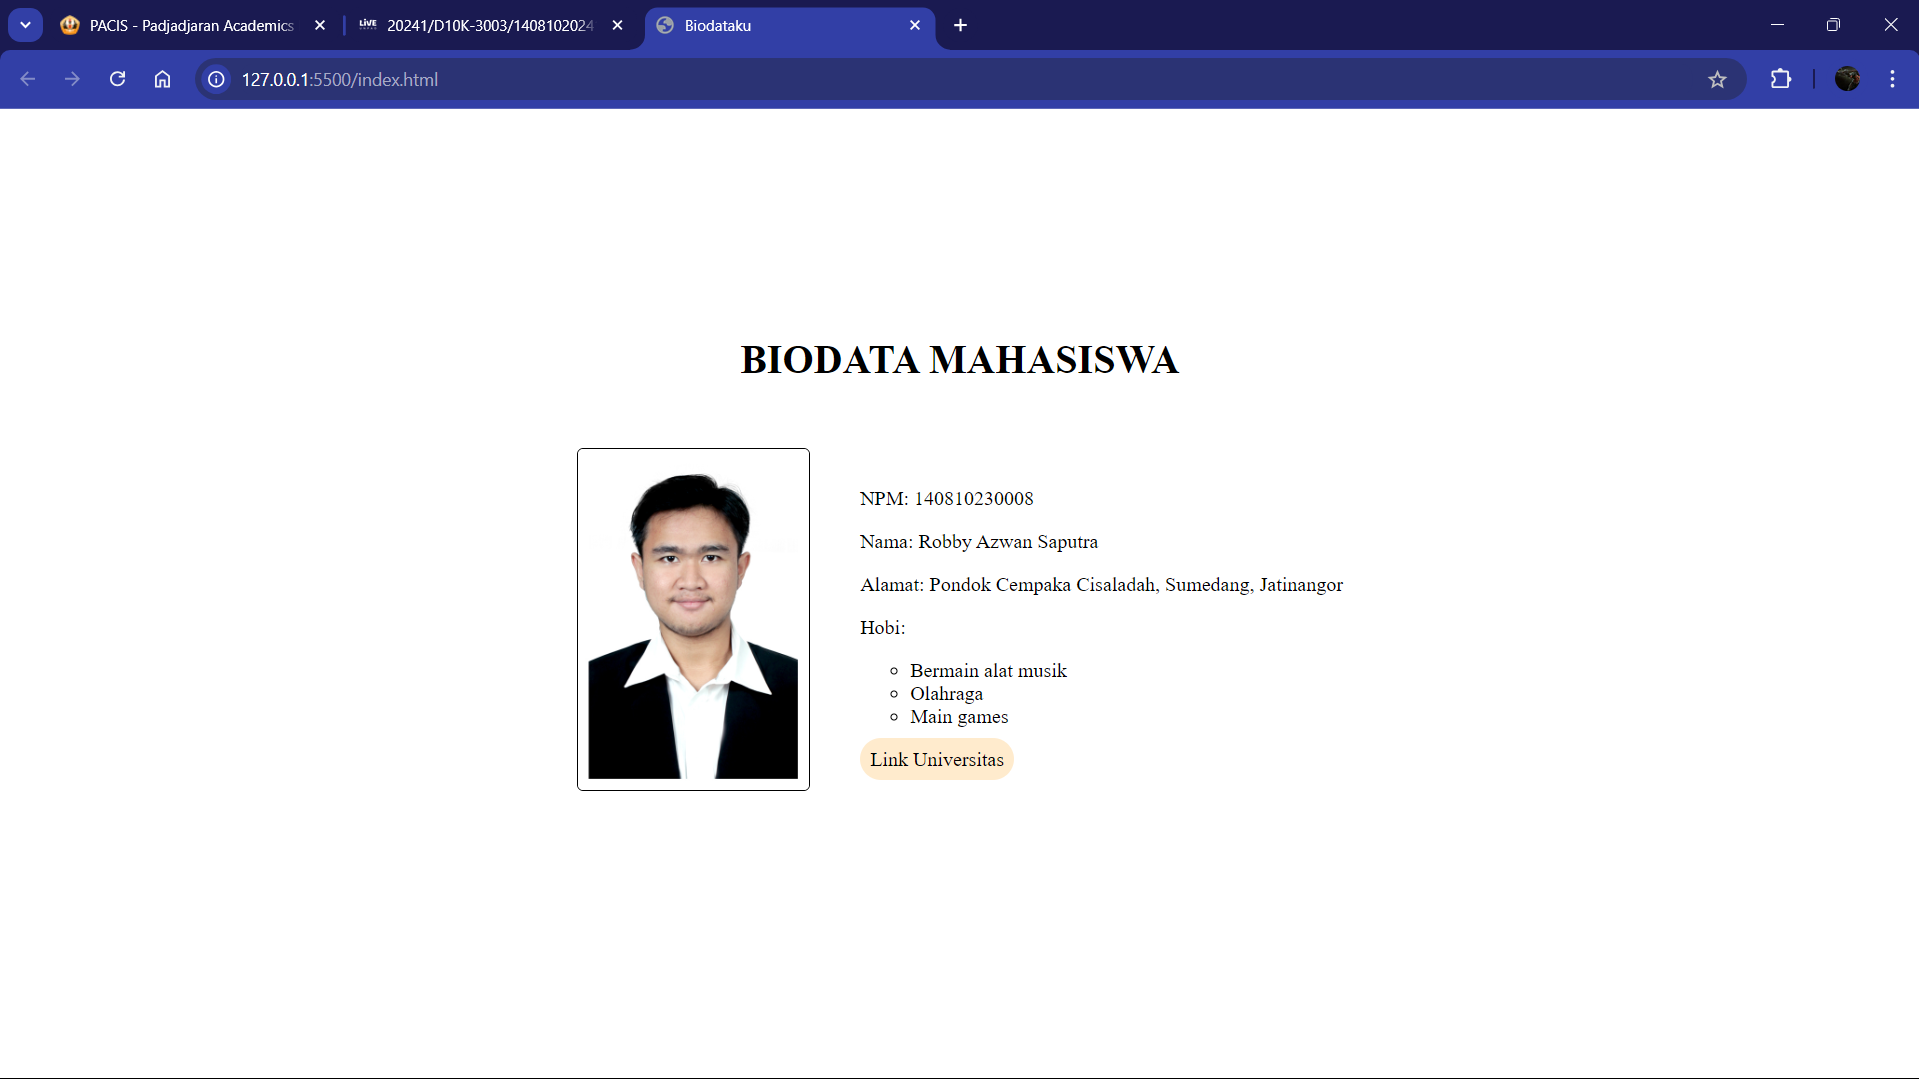 PACIS - Padjadjaran Academics
LiVE
20241/D10K-3003/1408102024
Biodataku
127.0.0.1:5500/index.html
BIODATA MAHASISWA
NPM: 140810230008
Nama: Robby Azwan Saputra
Alamat: Pondok Cempaka Cisaladah, Sumedang, Jatinangor
Hobi:
Bermain alat musik
Olahraga
Main games
Link Universitas